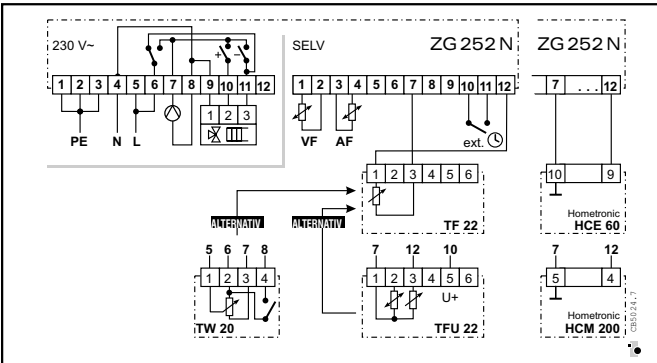 230 V~
SELV
ZG 252 N
ZG 252 N
+ −
1 2 3 4 5 6 7 8 9 10 11 12
1 2 3 4 5 6 7 8 9 10 11 12
7 ... 12
1 2 3
PE N L
VF AF
ext.
1 2 3 4 5 6
TF 22
10 9
Hometronic
HCE 60
ALTERNATIV
ALTERNATIV
5 6 7 8
1 2 3 4
TW 20
7 12 10
1 2 3 4 5 6
U+
TFU 22
7 12
5 4
Hometronic
HCM 200
CB5024.7